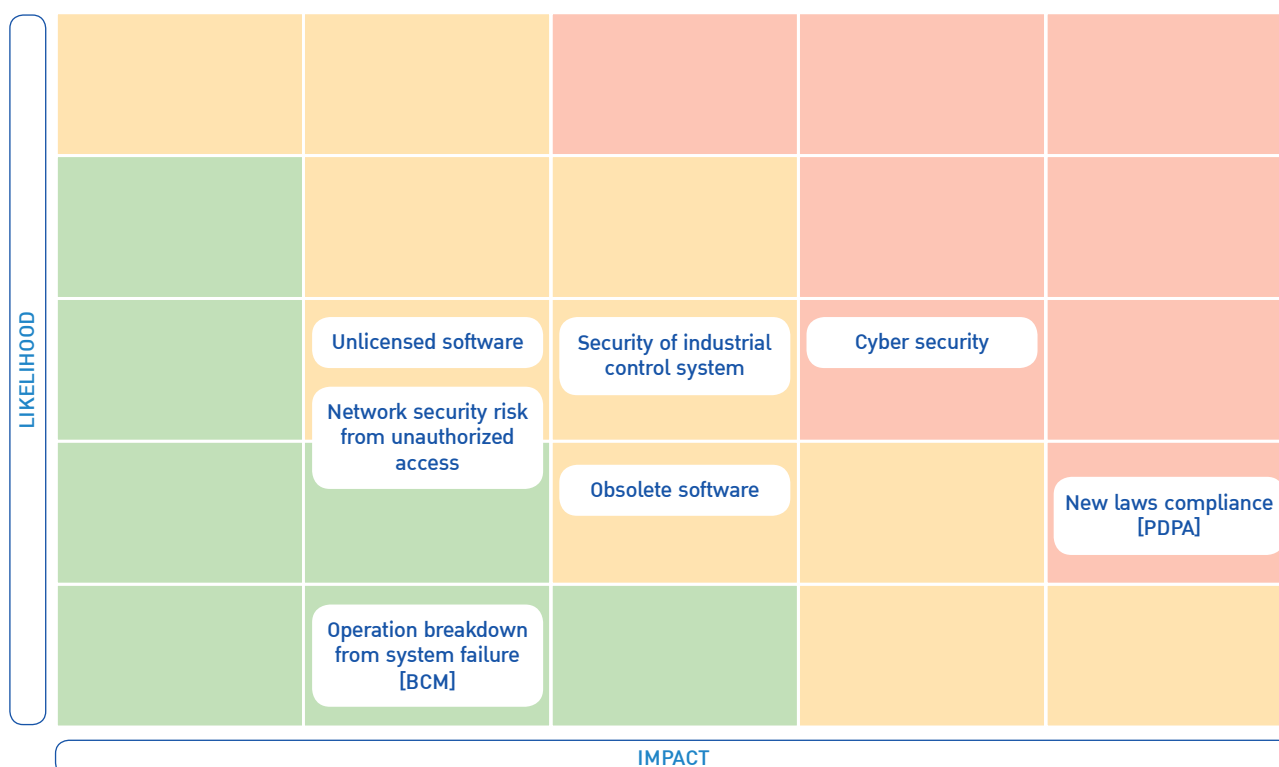 LIKELIHOOD
Unlicensed software
Security of industrial
control system
Cyber security
Network security risk
from unauthorized
access
Obsolete software
New laws compliance
[PDPA]
Operation breakdown
from system failure
[BCM]
IMPACT